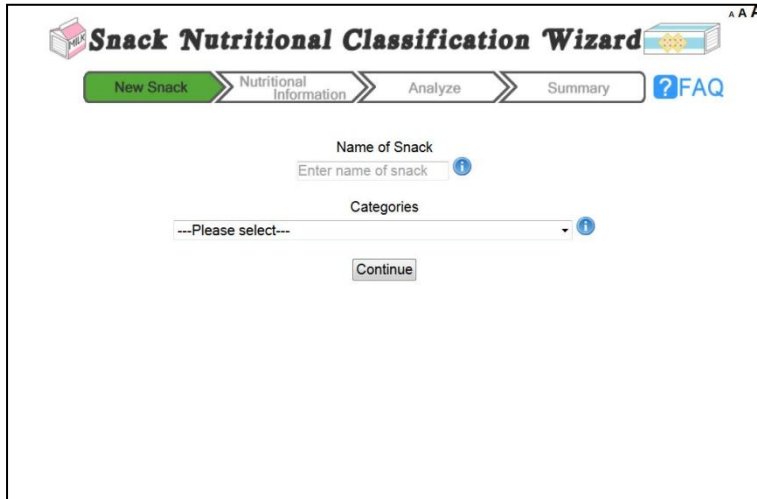 A A A
MILK
Snack Nutritional Classification Wizard
New Snack
Nutritional
Information
Analyze
Summary
?FAQ
Name of Snack
Enter name of snack
i
Categories
---Please select---
i
Continue